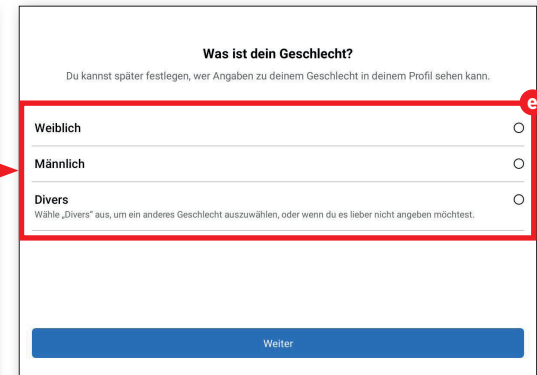 Was ist dein Geschlecht?
Du kannst später festlegen, wer Angaben zu deinem Geschlecht in deinem Profil sehen kann.
e
Weiblich
Männlich
Divers
Wähle „Divers“ aus, um ein anderes Geschlecht auszuwählen, oder wenn du es lieber nicht angeben möchtest.
Weiter